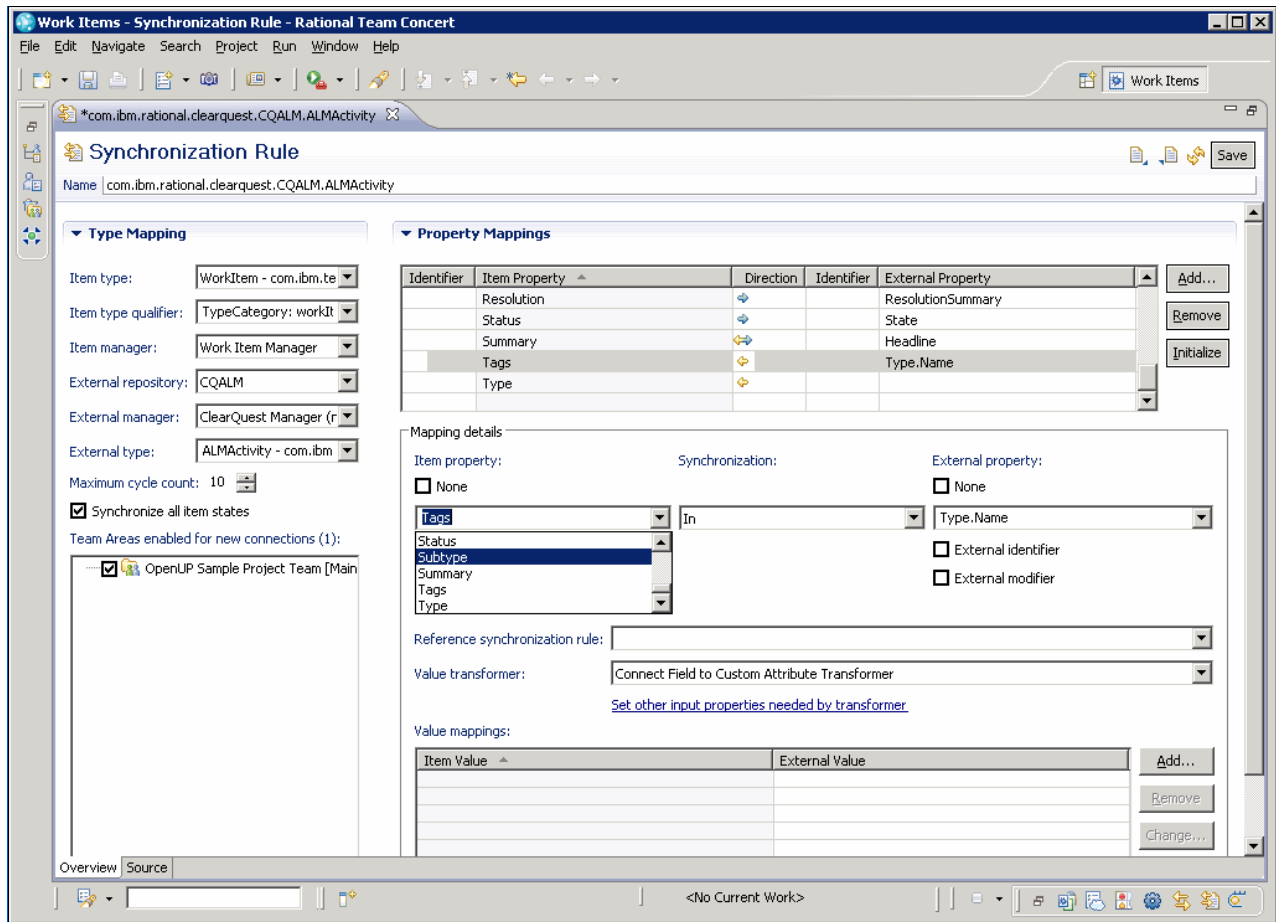 Work Items - Synchronization Rule - Rational Team Concert
File Edit Navigate Search Project Run Window Help
Work Items
*com.ibm.rational.clearquest.CQALM.ALMActivity
Synchronization Rule
Save
Name com.ibm.rational.clearquest.CQALM.ALMActivity
Type Mapping
Item type: WorkItem - com.ibm.te
Item type qualifier: TypeCategory: workIt
Item manager: Work Item Manager
External repository: CQALM
External manager: ClearQuest Manager (r
External type: ALMActivity - com.ibm
Maximum cycle count: 10
Synchronize all item states
Team Areas enabled for new connections (1):
OpenUP Sample Project Team [Main
Property Mappings
Identifier Item Property Direction Identifier External Property
Resolution ResolutionSummary
Status State
Summary Headline
Tags Type.Name
Type
Add...
Remove
Initialize
Mapping details
Item property: Synchronization: External property:
None None
Tags In Type.Name
Status
Subtype
Summary
Tags
Type
External identifier
External modifier
Reference synchronization rule:
Value transformer: Connect Field to Custom Attribute Transformer
Set other input properties needed by transformer
Value mappings:
Item Value External Value
Add...
Remove
Change...
Overview Source
<No Current Work>